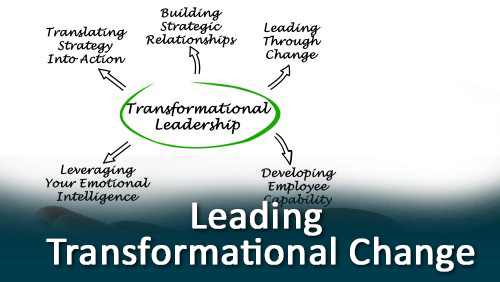 Building
Strategic
Relationships
Translating
Strategy
Into Action
Leading
Through
Change
Transformational
Leadership
Leveraging
Your Emotional
Intelligence
Developing
Employee
Capability
Leading
Transformational Change